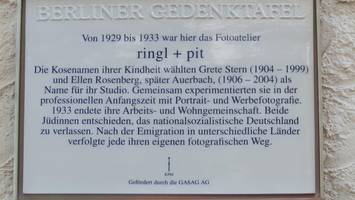 BERLINER GEDENKTAFEL
Von 1929 bis 1933 war hier das Fotoatelier
ringl + pit
Die Kosenamen ihrer Kindheit wählten Grete Stern (1904 – 1999)
und Ellen Rosenberg, später Auerbach, (1906 – 2004) als
Name für ihr Studio. Gemeinsam experimentierten sie in der
professionellen Anfangszeit mit Portrait- und Werbefotografie.
1933 endete ihre Arbeits- und Wohngemeinschaft. Beide
Jüdinnen entschieden, das nationalsozialistische Deutschland
zu verlassen. Nach der Emigration in unterschiedliche Länder
verfolgte jede ihren eigenen fotografischen Weg.
KPM
Gefördert durch die GASAG AG